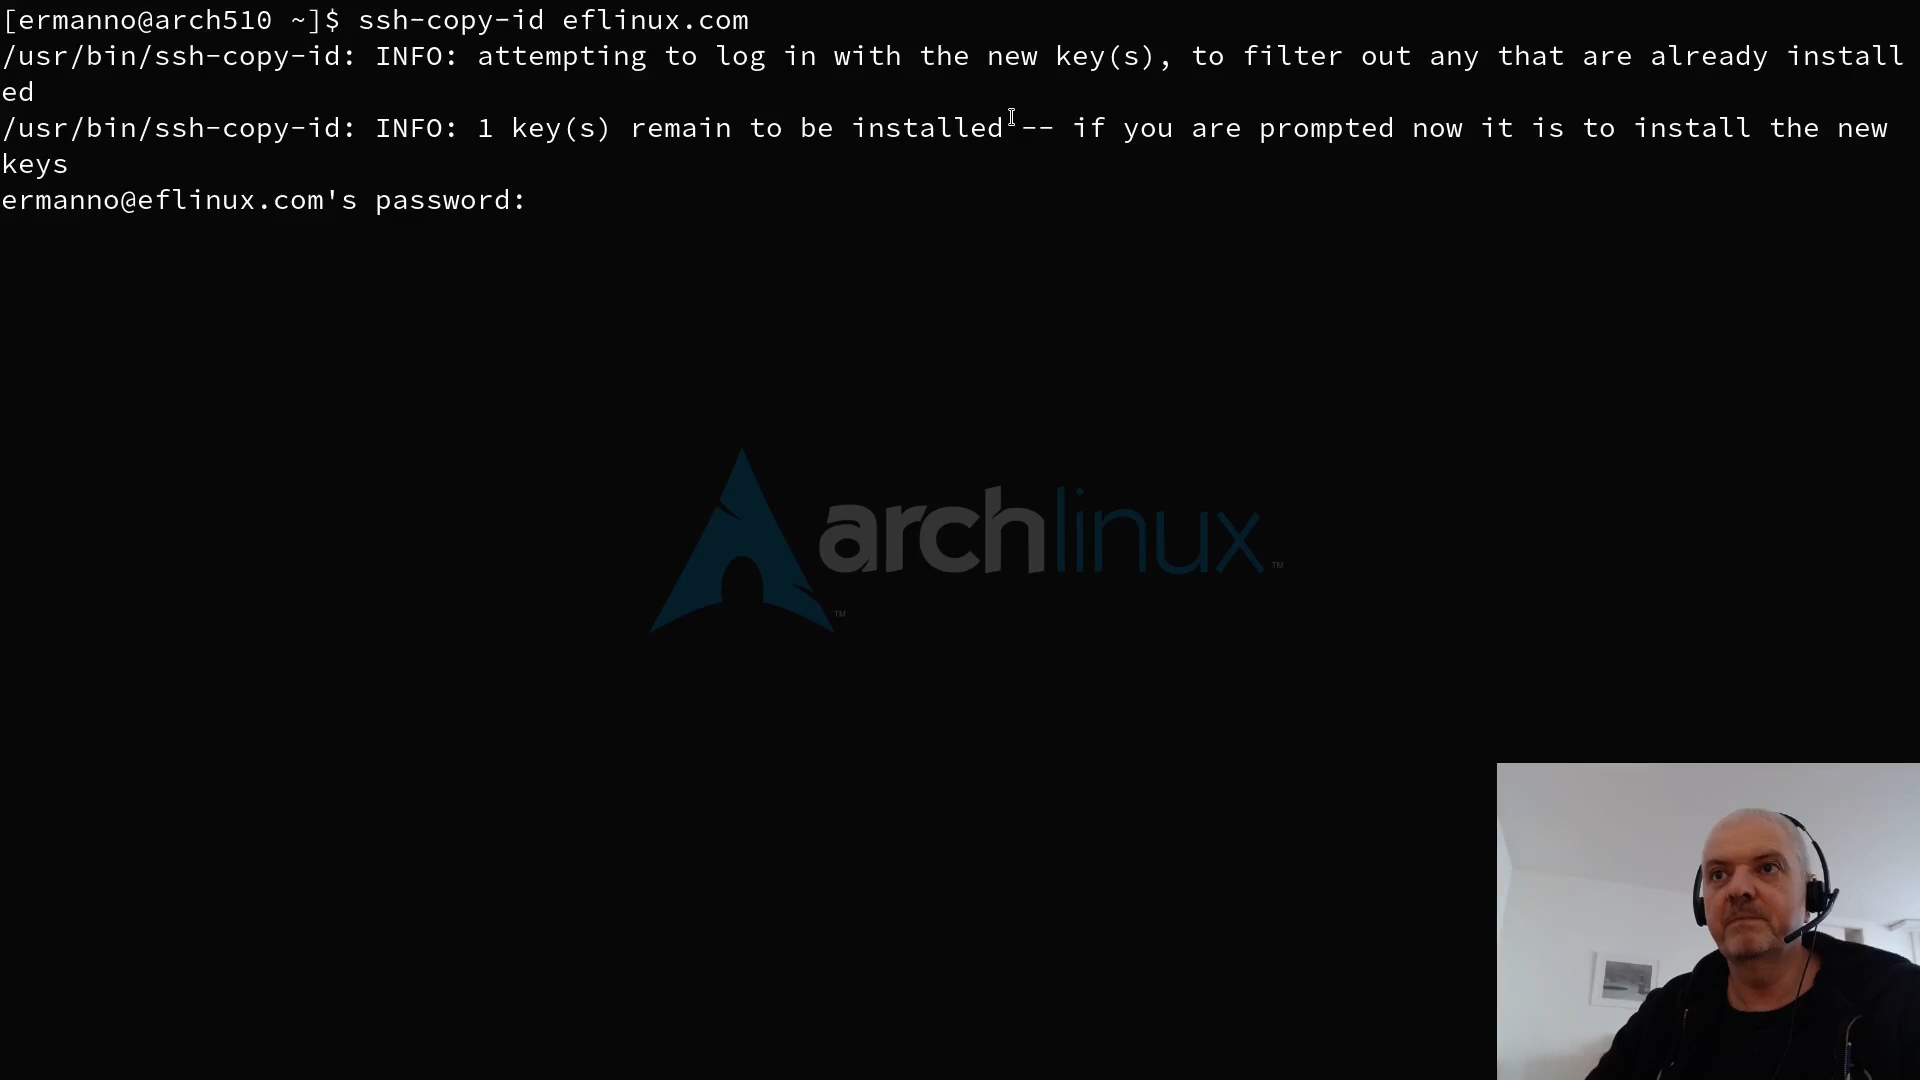 [ermanno@arch510 ~]$ ssh-copy-id eflinux.com
/usr/bin/ssh-copy-id: INFO: attempting to log in with the new key(s), to filter out any that are already install
ed
/usr/bin/ssh-copy-id: INFO: 1 key(s) remain to be installed -- if you are prompted now it is to install the new
keys
ermanno@eflinux.com's password:
archlinux™
™